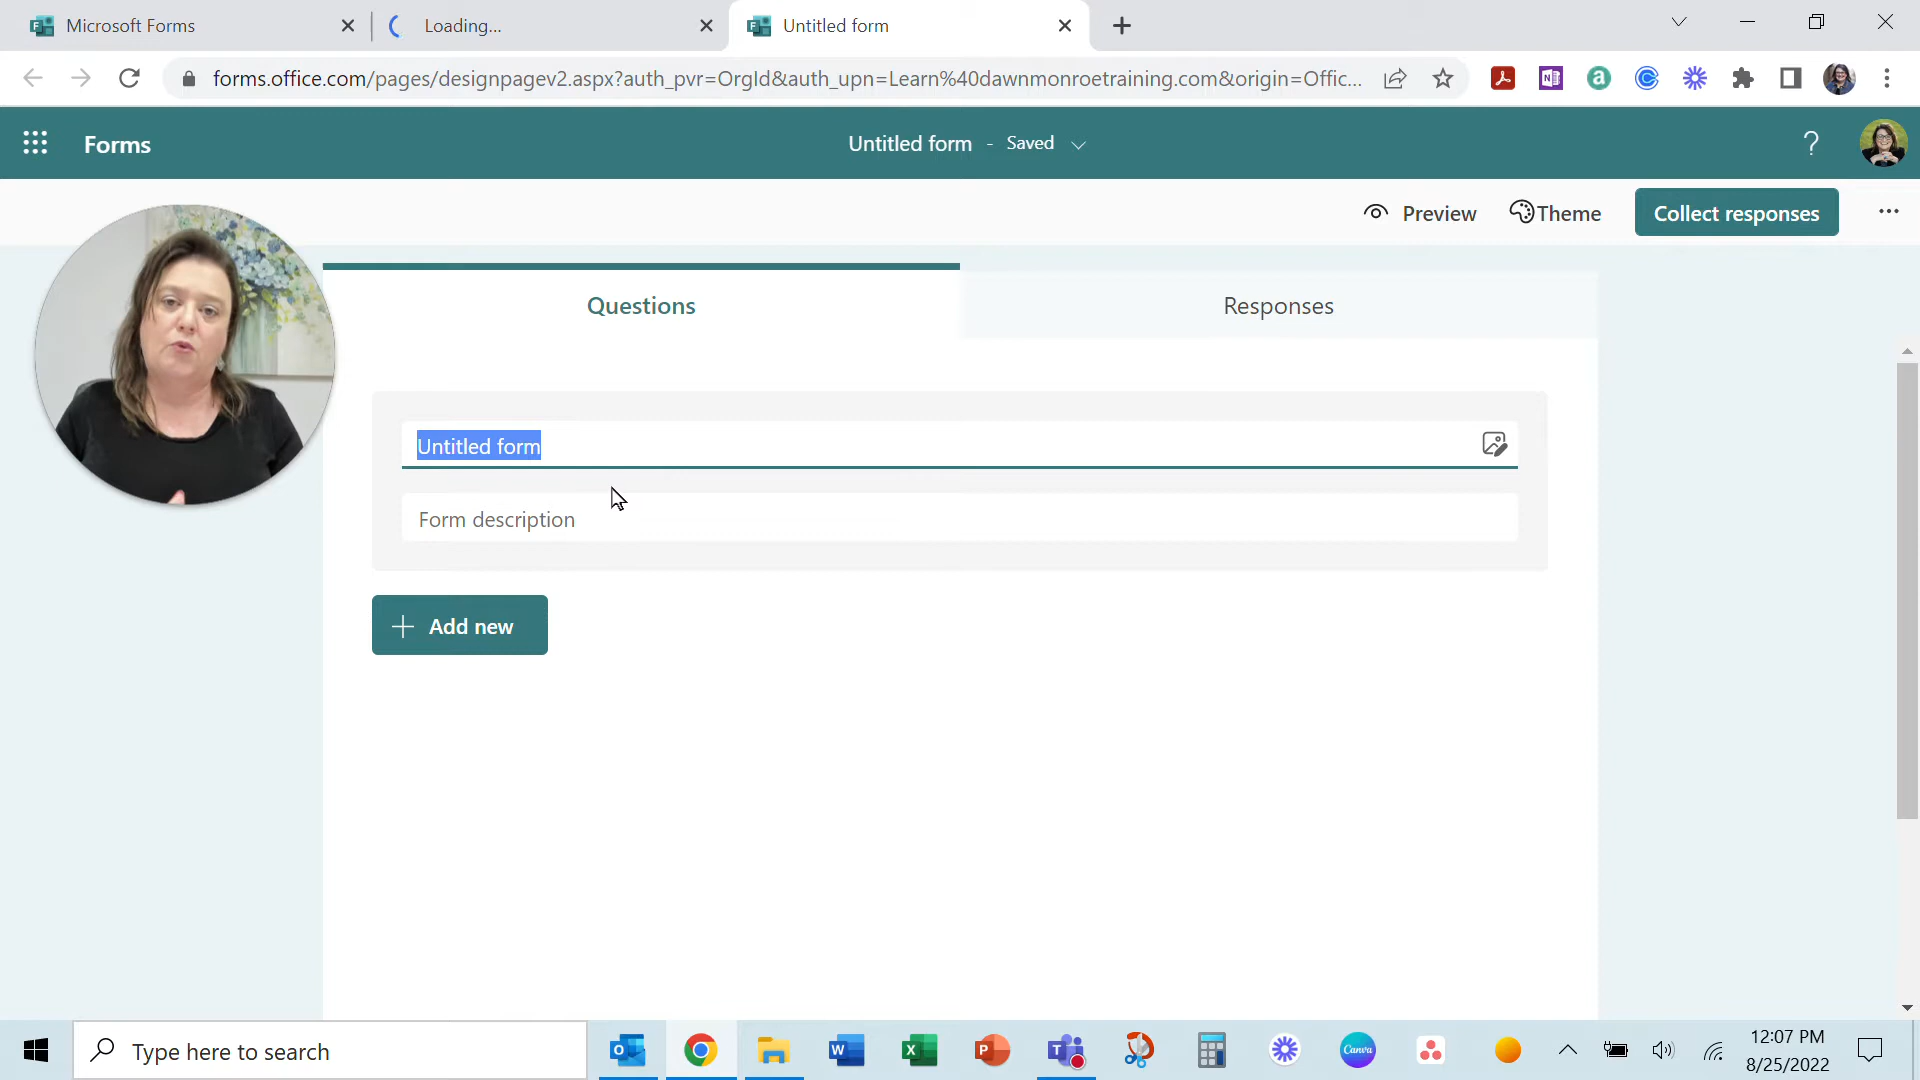 Microsoft Forms
Loading...
Untitled form
forms.office.com/pages/designpagev2.aspx?auth_pvr=OrgId&auth_upn=Learn%40dawnmonroetraining.com&origin=Offic...
Forms
Untitled form - Saved
?
Preview
Theme
Collect responses
Questions
Responses
Untitled form
Form description
Add new
Type here to search
Canva
12:07 PM
8/25/2022